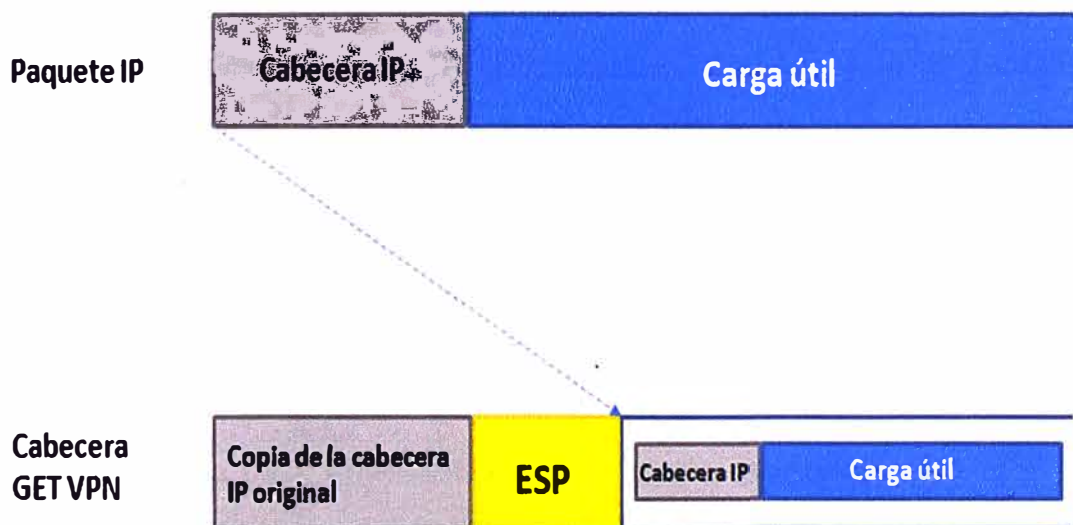 Paquete IP
Cabecera IP
Carga útil
Cabecera
GET VPN
Copia de la cabecera
IP original
ESP
Cabecera IP
Carga útil